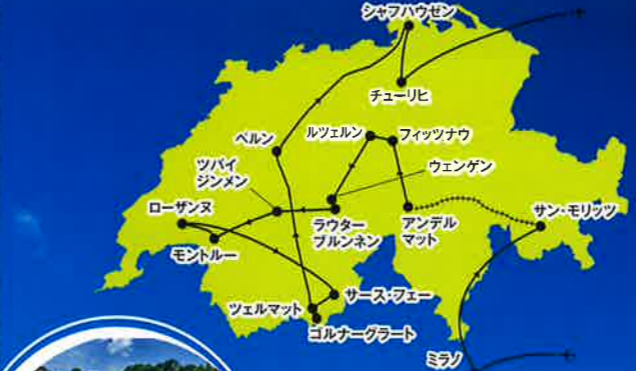 シャフハウゼン
チューリヒ
ベルン
ルツェルン
フィッツナウ
ツバイ
ジンメン
ウェンゲン
ローザンヌ
ラウター
ブルンネン
アンデル
マット
サン・モリッツ
モントルー
ツェルマット
サース・フェー
ゴルナーグラート
ミラノ